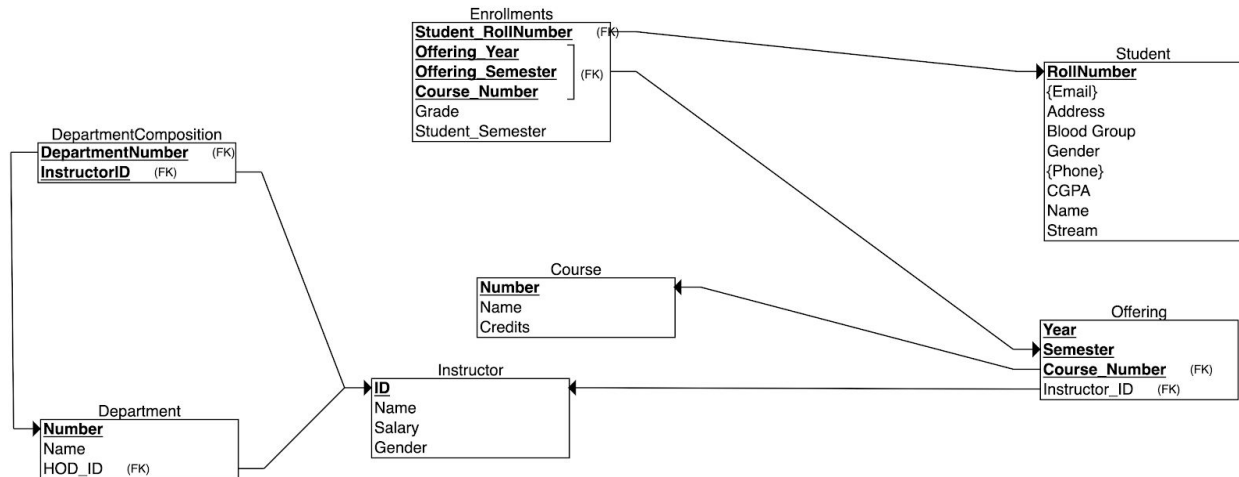 Enrollments
Student_RollNumber (FK)
Offering_Year
Offering_Semester (FK)
Course_Number
Grade
Student_Semester
Student
RollNumber
{Email}
Address
Blood Group
Gender
{Phone}
CGPA
Name
Stream
DepartmentComposition
DepartmentNumber (FK)
InstructorID (FK)
Course
Number
Name
Credits
Offering
Year
Semester
Course_Number (FK)
Instructor_ID (FK)
Instructor
ID
Name
Salary
Gender
Department
Number
Name
HOD_ID (FK)